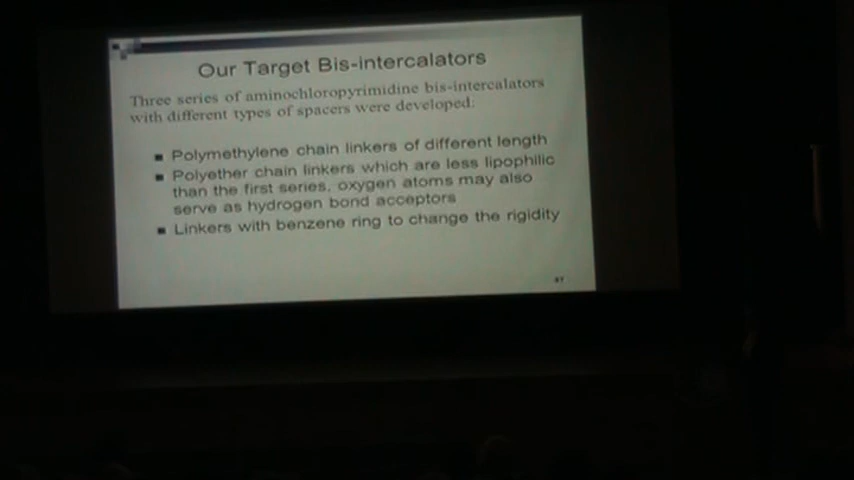 Our Target Bis-intercalators
Three series of aminochloropyrimidine bis-intercalators
with different types of spacers were developed:
■ Polymethylene chain linkers of different length
■ Polyether chain linkers which are less lipophilic
than the first series, oxygen atoms may also
serve as hydrogen bond acceptors
■ Linkers with benzene ring to change the rigidity